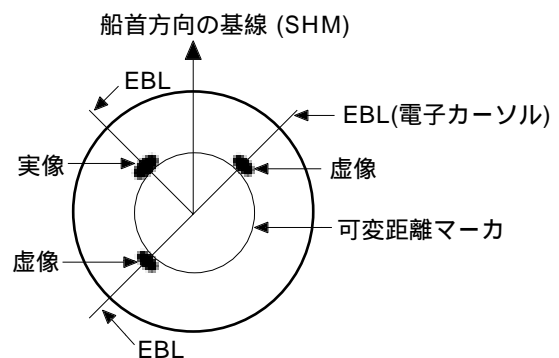 船首方向の基線 (SHM)
EBL
EBL(電子カーソル)
実像
虚像
可変距離マーカ
虚像
EBL